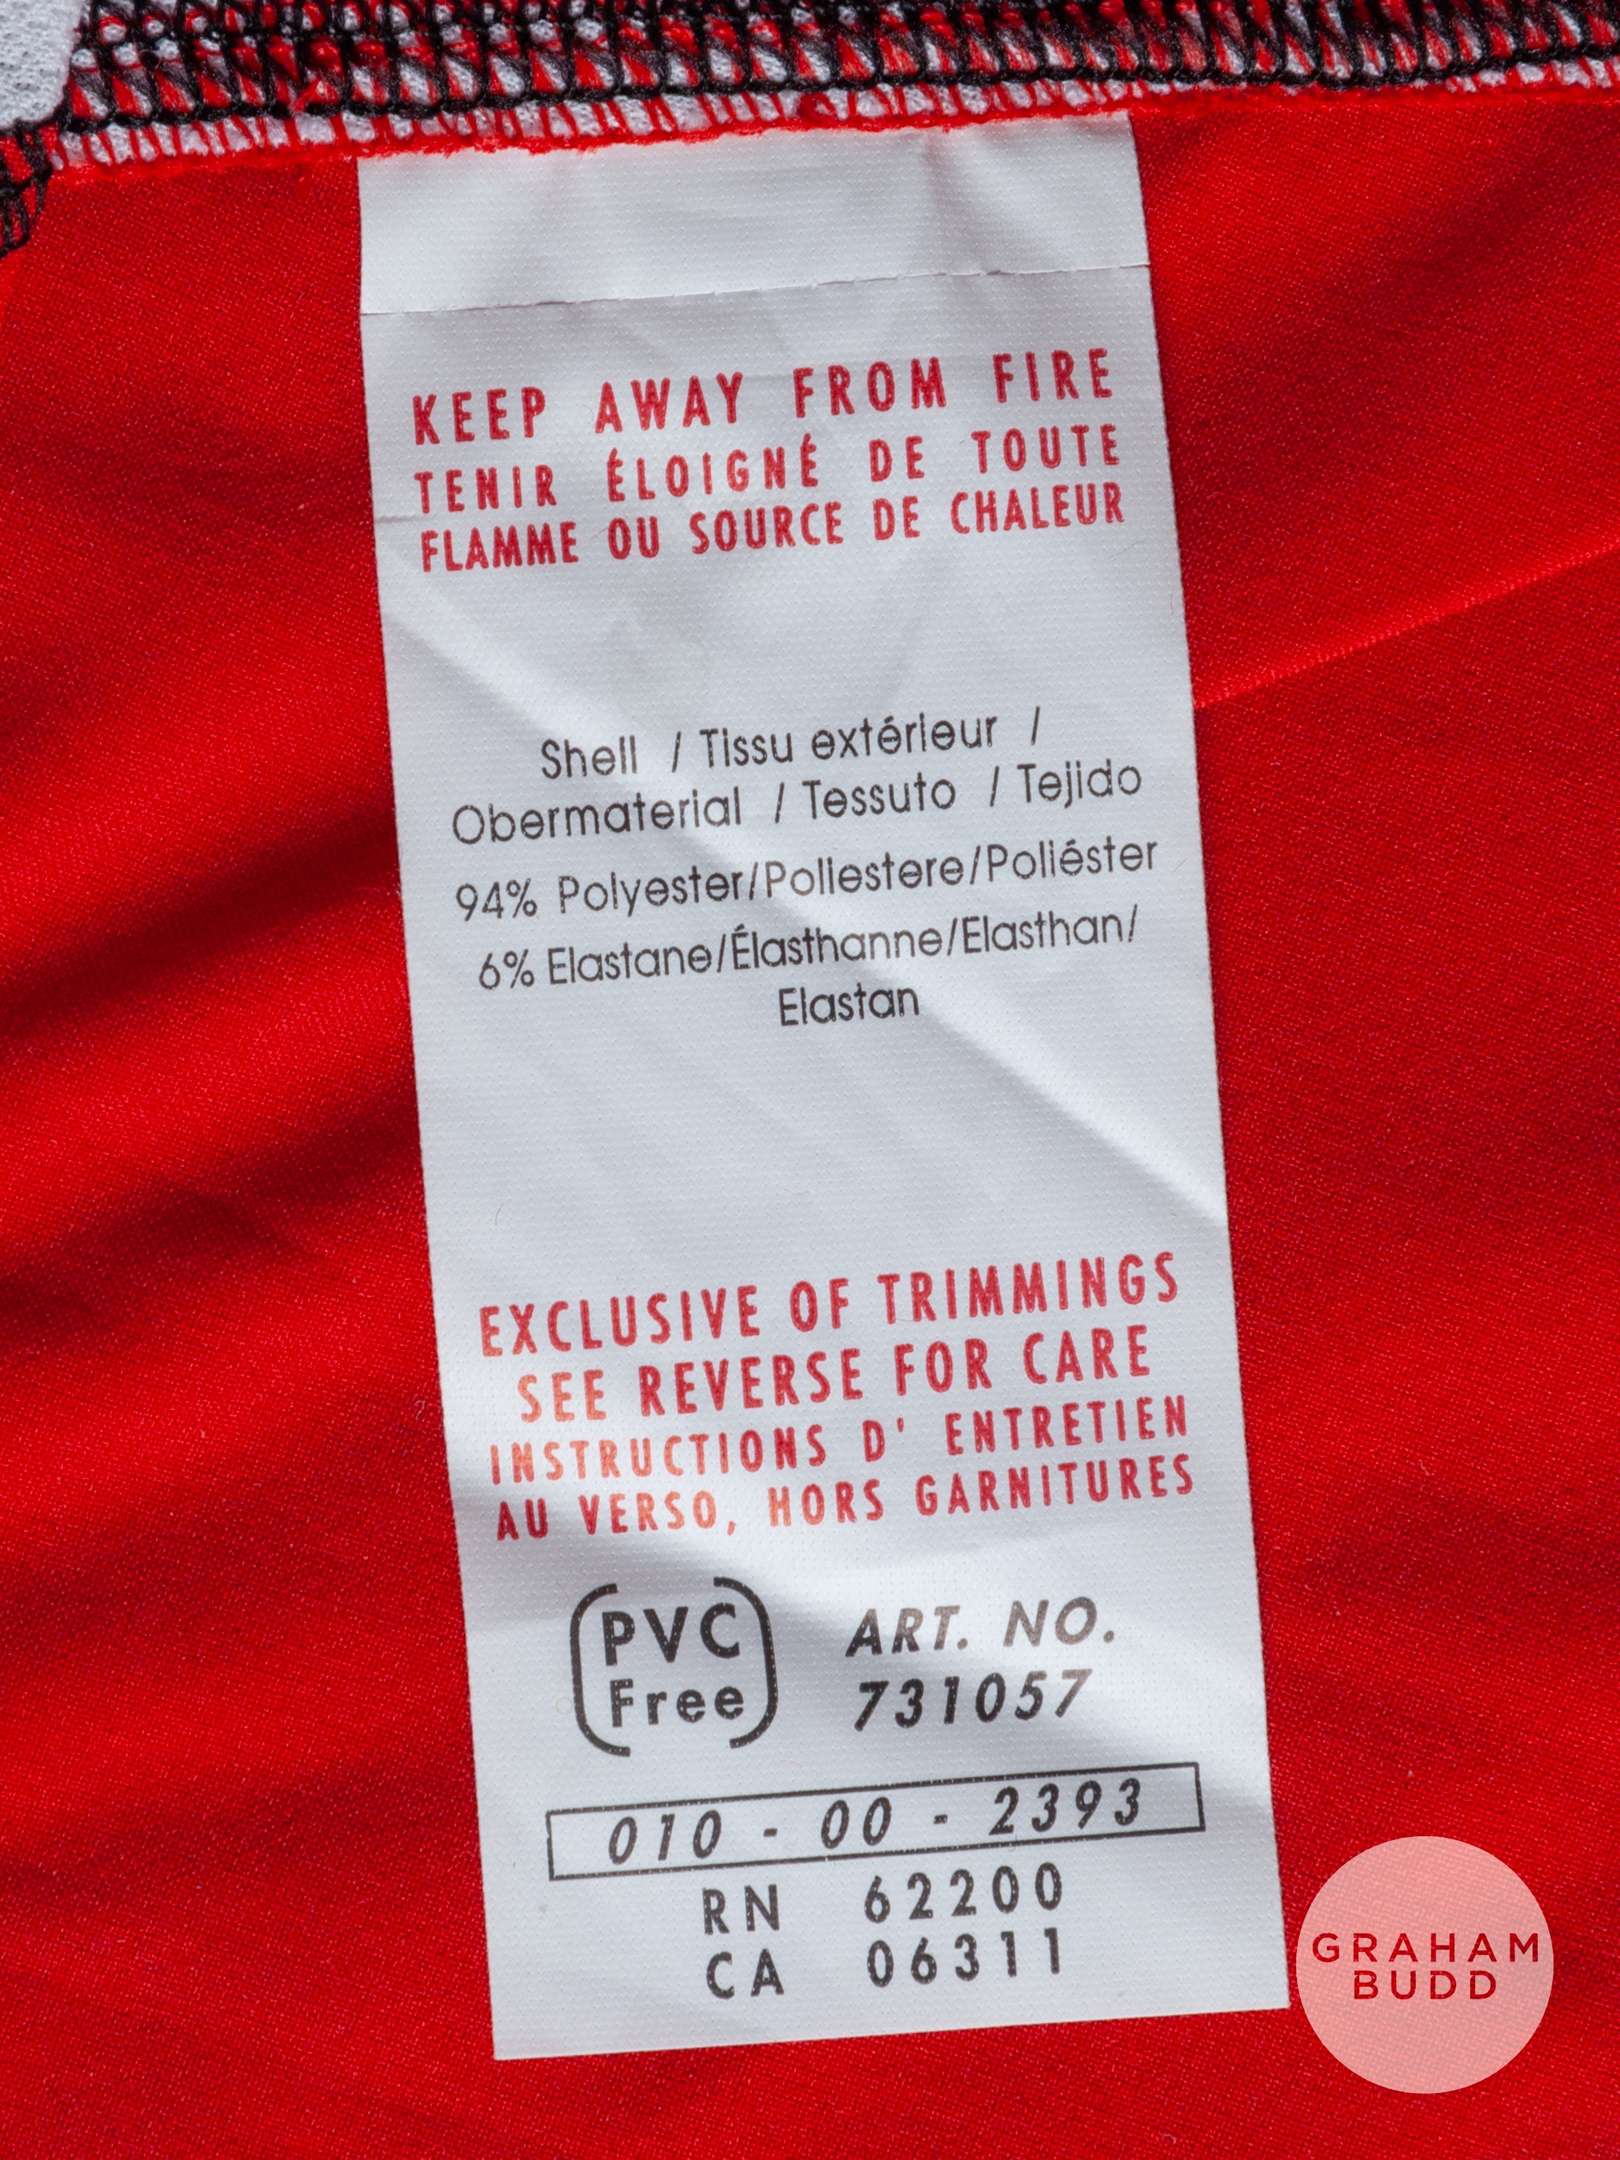 KEEP AWAY FROM FIRE
TENIR ÉLOIGNÉ DE TOUTE
FLAMME OU SOURCE DE CHALEUR
Shell / Tissu extérieur /
Obermaterial / Tessuto / Tejido
94% Polyester/Poliestere/Poliéster
6% Elastane/Élasthanne/Elasthan/
Elastan
EXCLUSIVE OF TRIMMINGS
SEE REVERSE FOR CARE
INSTRUCTIONS D' ENTRETIEN
AU VERSO, HORS GARNITURES
PVC
Free
ART. NO.
731057
010 - 00 - 2393
RN 62200
CA 06311
GRAHAM
BUDD